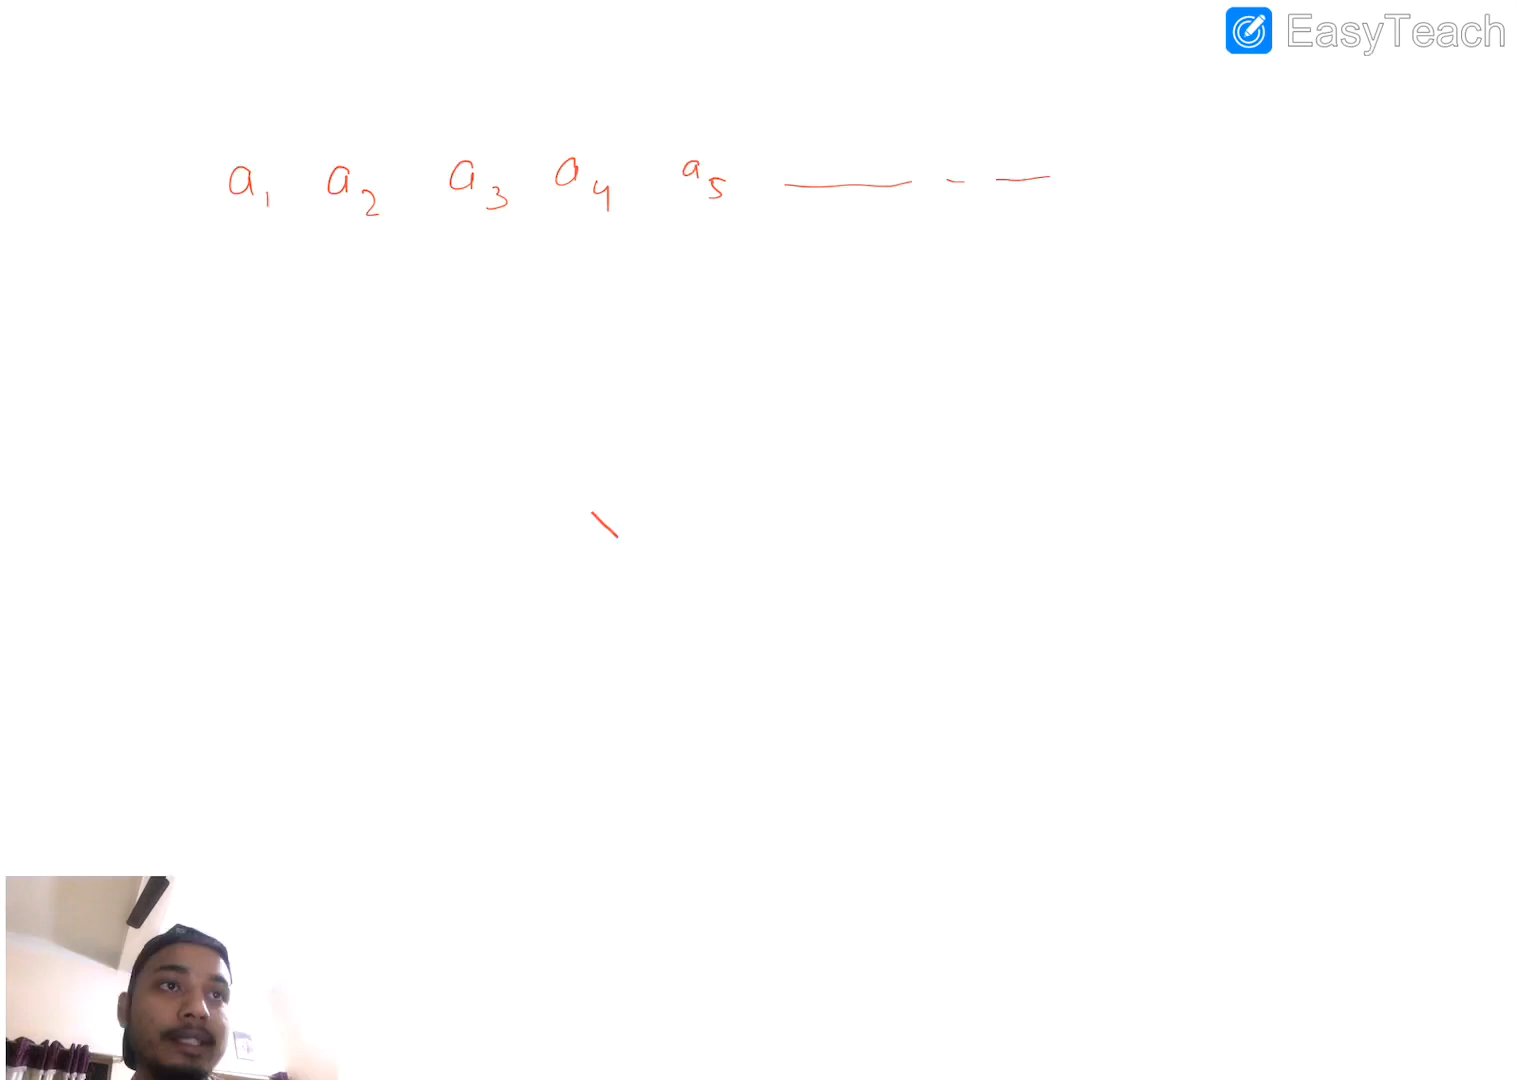 EasyTeach
a₁ a₂ a₃ a₄ a₅ ——— - —